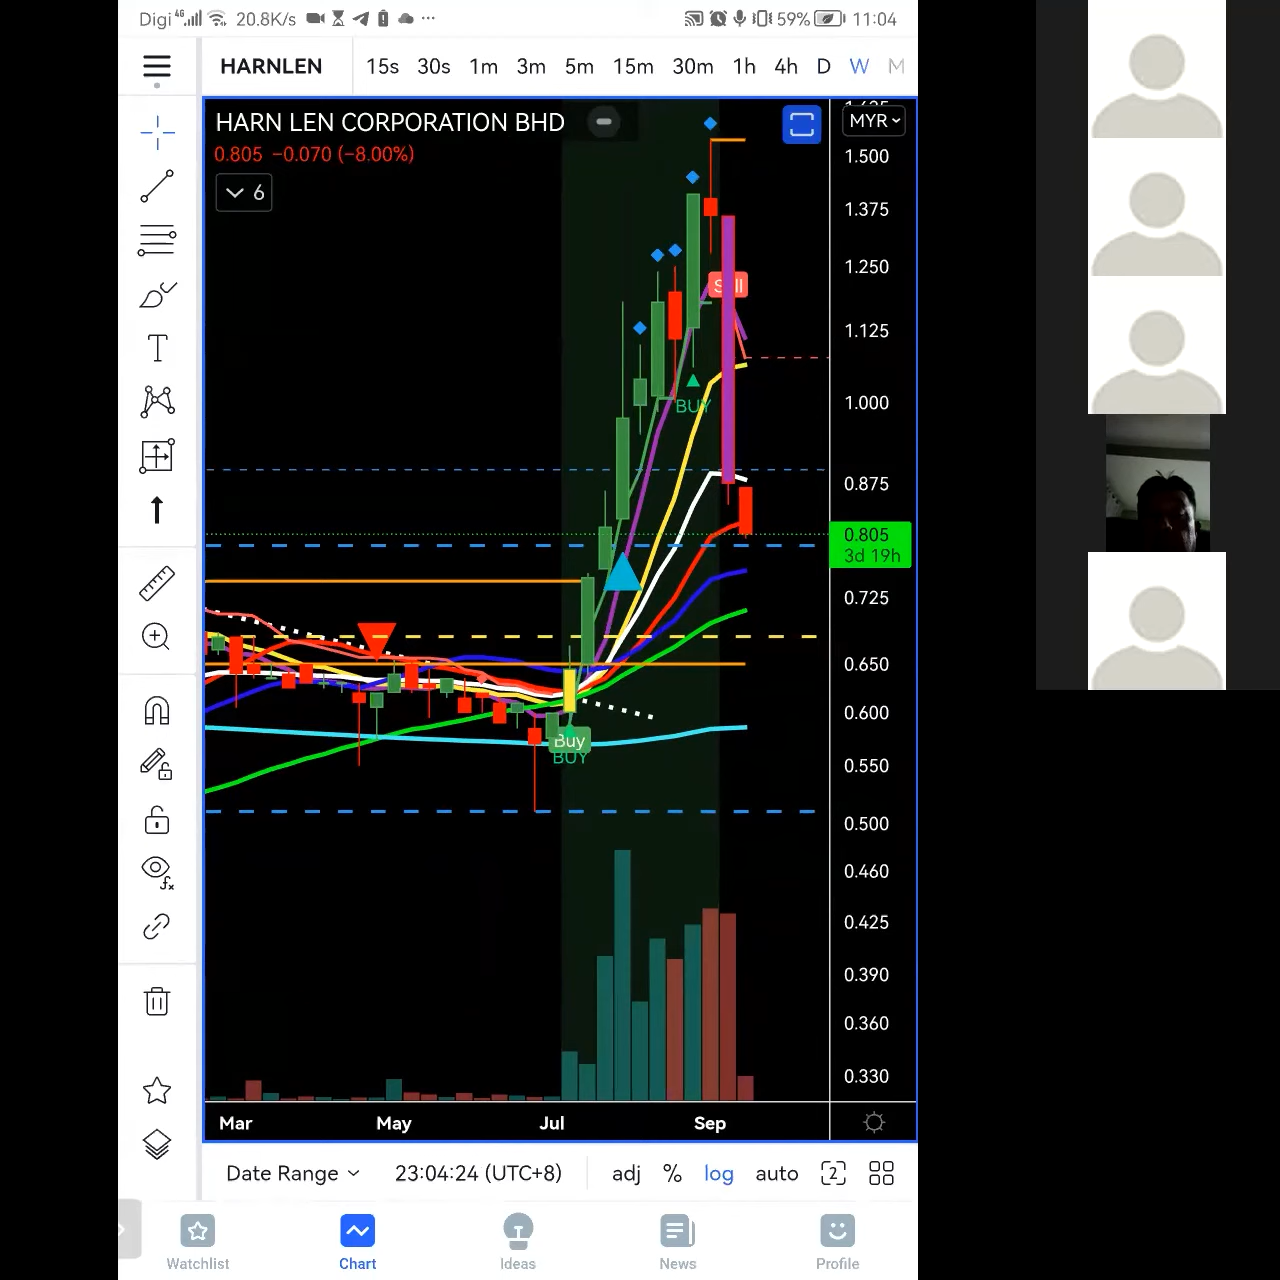 Digi 4G 20.8K/s ... 59% 11:04
HARNLEN 15s 30s 1m 3m 5m 15m 30m 1h 4h D W M
HARN LEN CORPORATION BHD
MYR
0.805 −0.070 (−8.00%)
6
1.500
1.375
1.250
1.125
1.000
0.875
0.805
3d 19h
0.725
0.650
0.600
0.550
0.500
0.460
0.425
0.390
0.360
0.330
BUY
Buy
BUY
Mar May Jul Sep
Date Range 23:04:24 (UTC+8) adj % log auto 2
Watchlist Chart Ideas News Profile